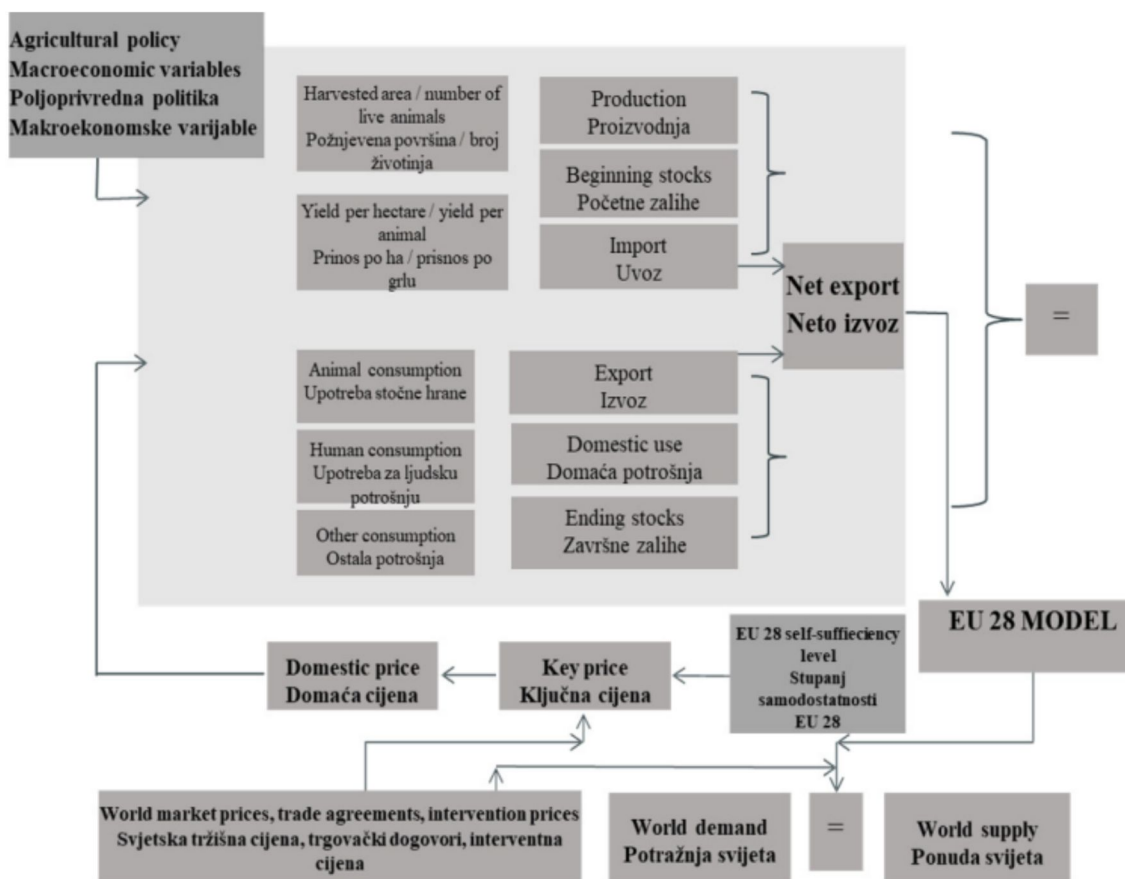 Agricultural policy
Macroeconomic variables
Poljoprivredna politika
Makroekonomske varijable
Harvested area / number of
live animals
Požnjevena površina / broj
životinja
Production
Proizvodnja
Beginning stocks
Početne zalihe
Yield per hectare / yield per
animal
Prinos po ha / prisnos po
grlu
Import
Uvoz
Net export
Neto izvoz
=
Animal consumption
Upotreba stočne hrane
Export
Izvoz
Human consumption
Upotreba za ljudsku
potrošnju
Domestic use
Domaća potrošnja
Other consumption
Ostala potrošnja
Ending stocks
Završne zalihe
EU 28 MODEL
EU 28 self-suffieciency
level
Stupanj
samodostatnosti
EU 28
Key price
Ključna cijena
Domestic price
Domaća cijena
World market prices, trade agreements, intervention prices
Svjetska tržišna cijena, trgovački dogovori, interventna
cijena
World demand
Potražnja svijeta
=
World supply
Ponuda svijeta